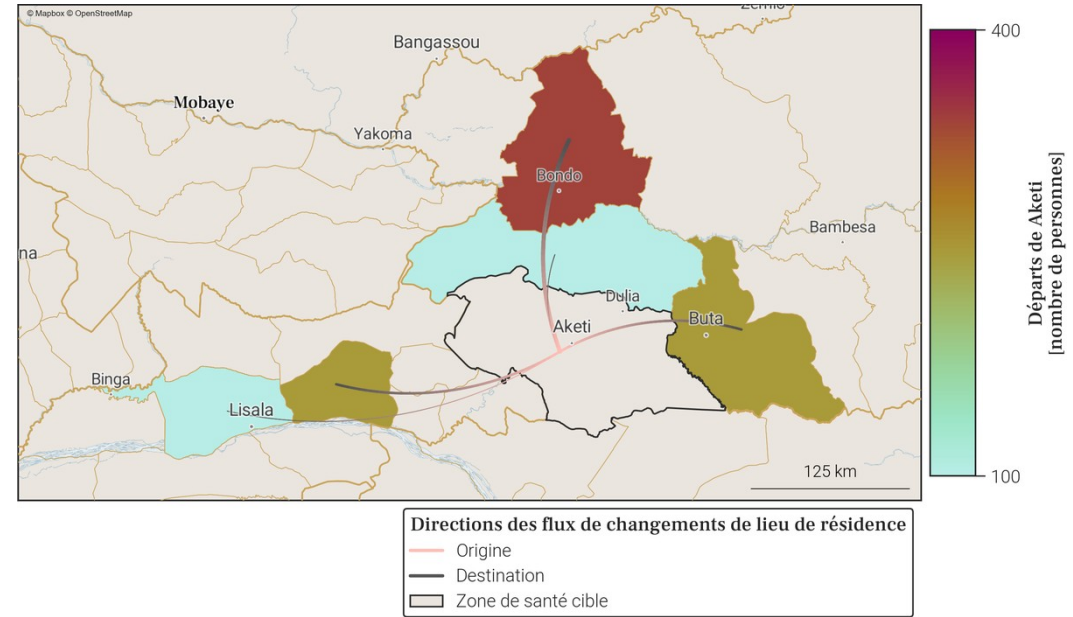 © Mapbox © OpenStreetMap
Bangassou
Mobaye
Yakoma
Bondo
Bambesa
na
Dulia
Buta
Aketi
Binga
Lisala
125 km
400
100
Départs de Aketi
[nombre de personnes]
Directions des flux de changements de lieu de résidence
Origine
Destination
Zone de santé cible